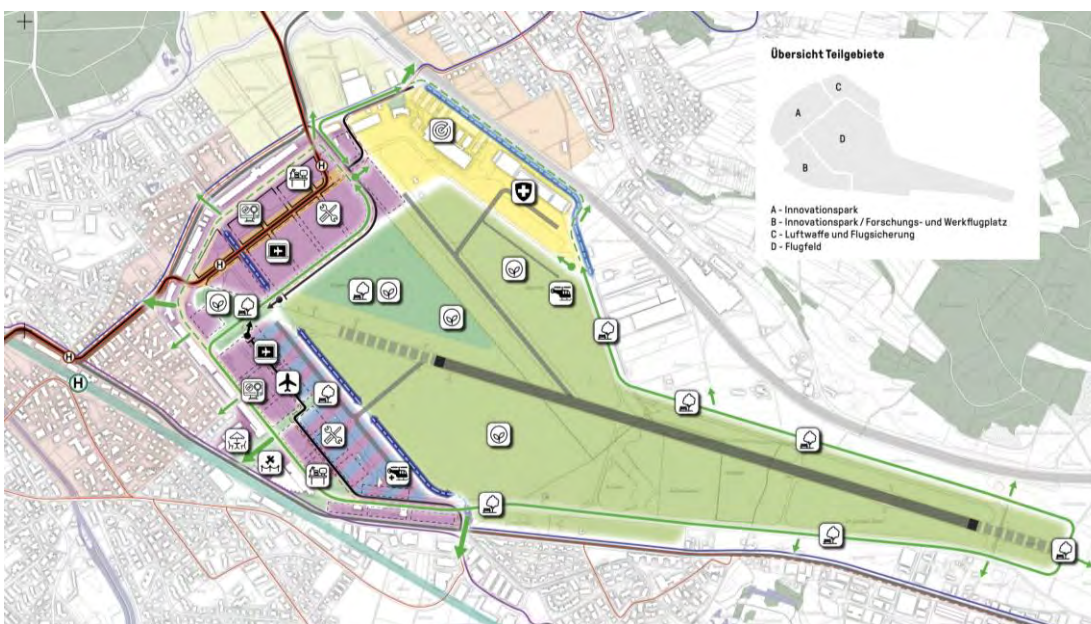 Übersicht Teilgebiete
C
A
D
B
A - Innovationspark
B - Innovationspark / Forschungs- und Werkflugplatz
C - Luftwaffe und Flugsicherung
D - Flugfeld
H
H
H
H
H